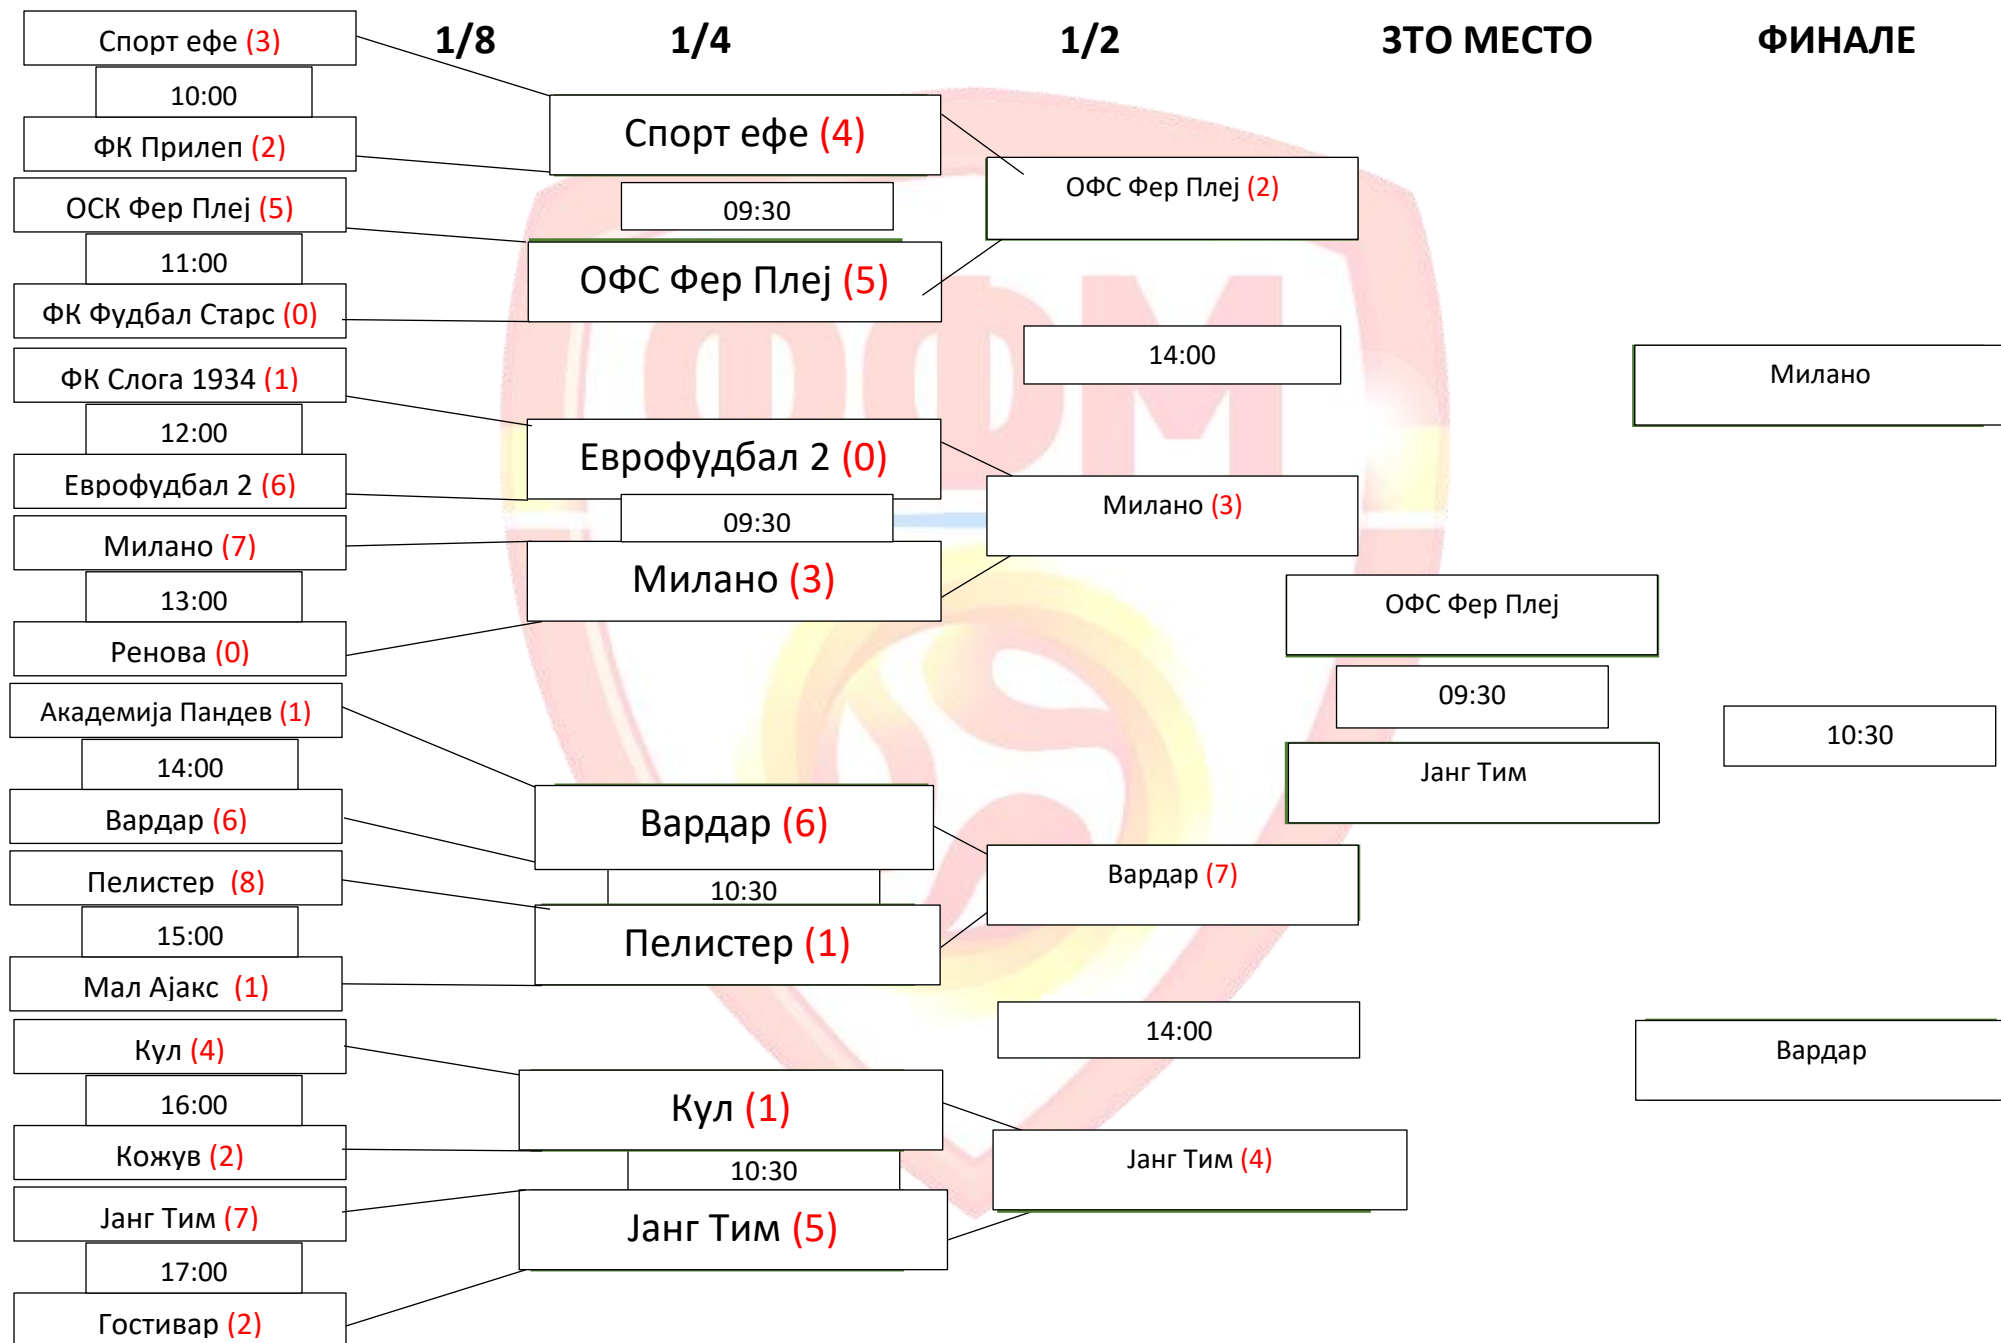 1/8
1/4
1/2
3ТО МЕСТО
ФИНАЛЕ
Спорт ефе (3)
10:00
ФК Прилеп (2)
ОСК Фер Плеј (5)
11:00
ФК Фудбал Старс (0)
ФК Слога 1934 (1)
12:00
Еврофудбал 2 (6)
Милано (7)
13:00
Ренова (0)
Академија Пандев (1)
14:00
Вардар (6)
Пелистер (8)
15:00
Мал Ајакс (1)
Кул (4)
16:00
Кожув (2)
Јанг Тим (7)
17:00
Гостивар (2)
Спорт ефе (4)
09:30
ОФС Фер Плеј (5)
Еврофудбал 2 (0)
09:30
Милано (3)
Вардар (6)
10:30
Пелистер (1)
Кул (1)
10:30
Јанг Тим (5)
ОФС Фер Плеј (2)
14:00
Милано (3)
Вардар (7)
14:00
Јанг Тим (4)
ОФС Фер Плеј
09:30
Јанг Тим
Милано
10:30
Вардар
ФФМ